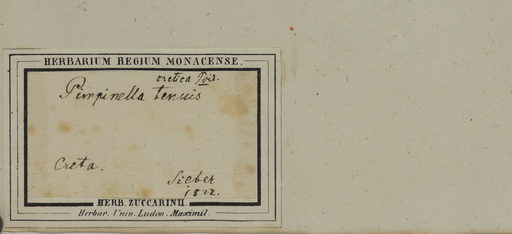 HERBARIUM REGIUM MONACENSE.
cretica Poir.
Pimpinella tenuis
Creta.
Sieber
1822.
HERB. ZUCCARINII.
Herbar. Univ. Ludov. Maximil.